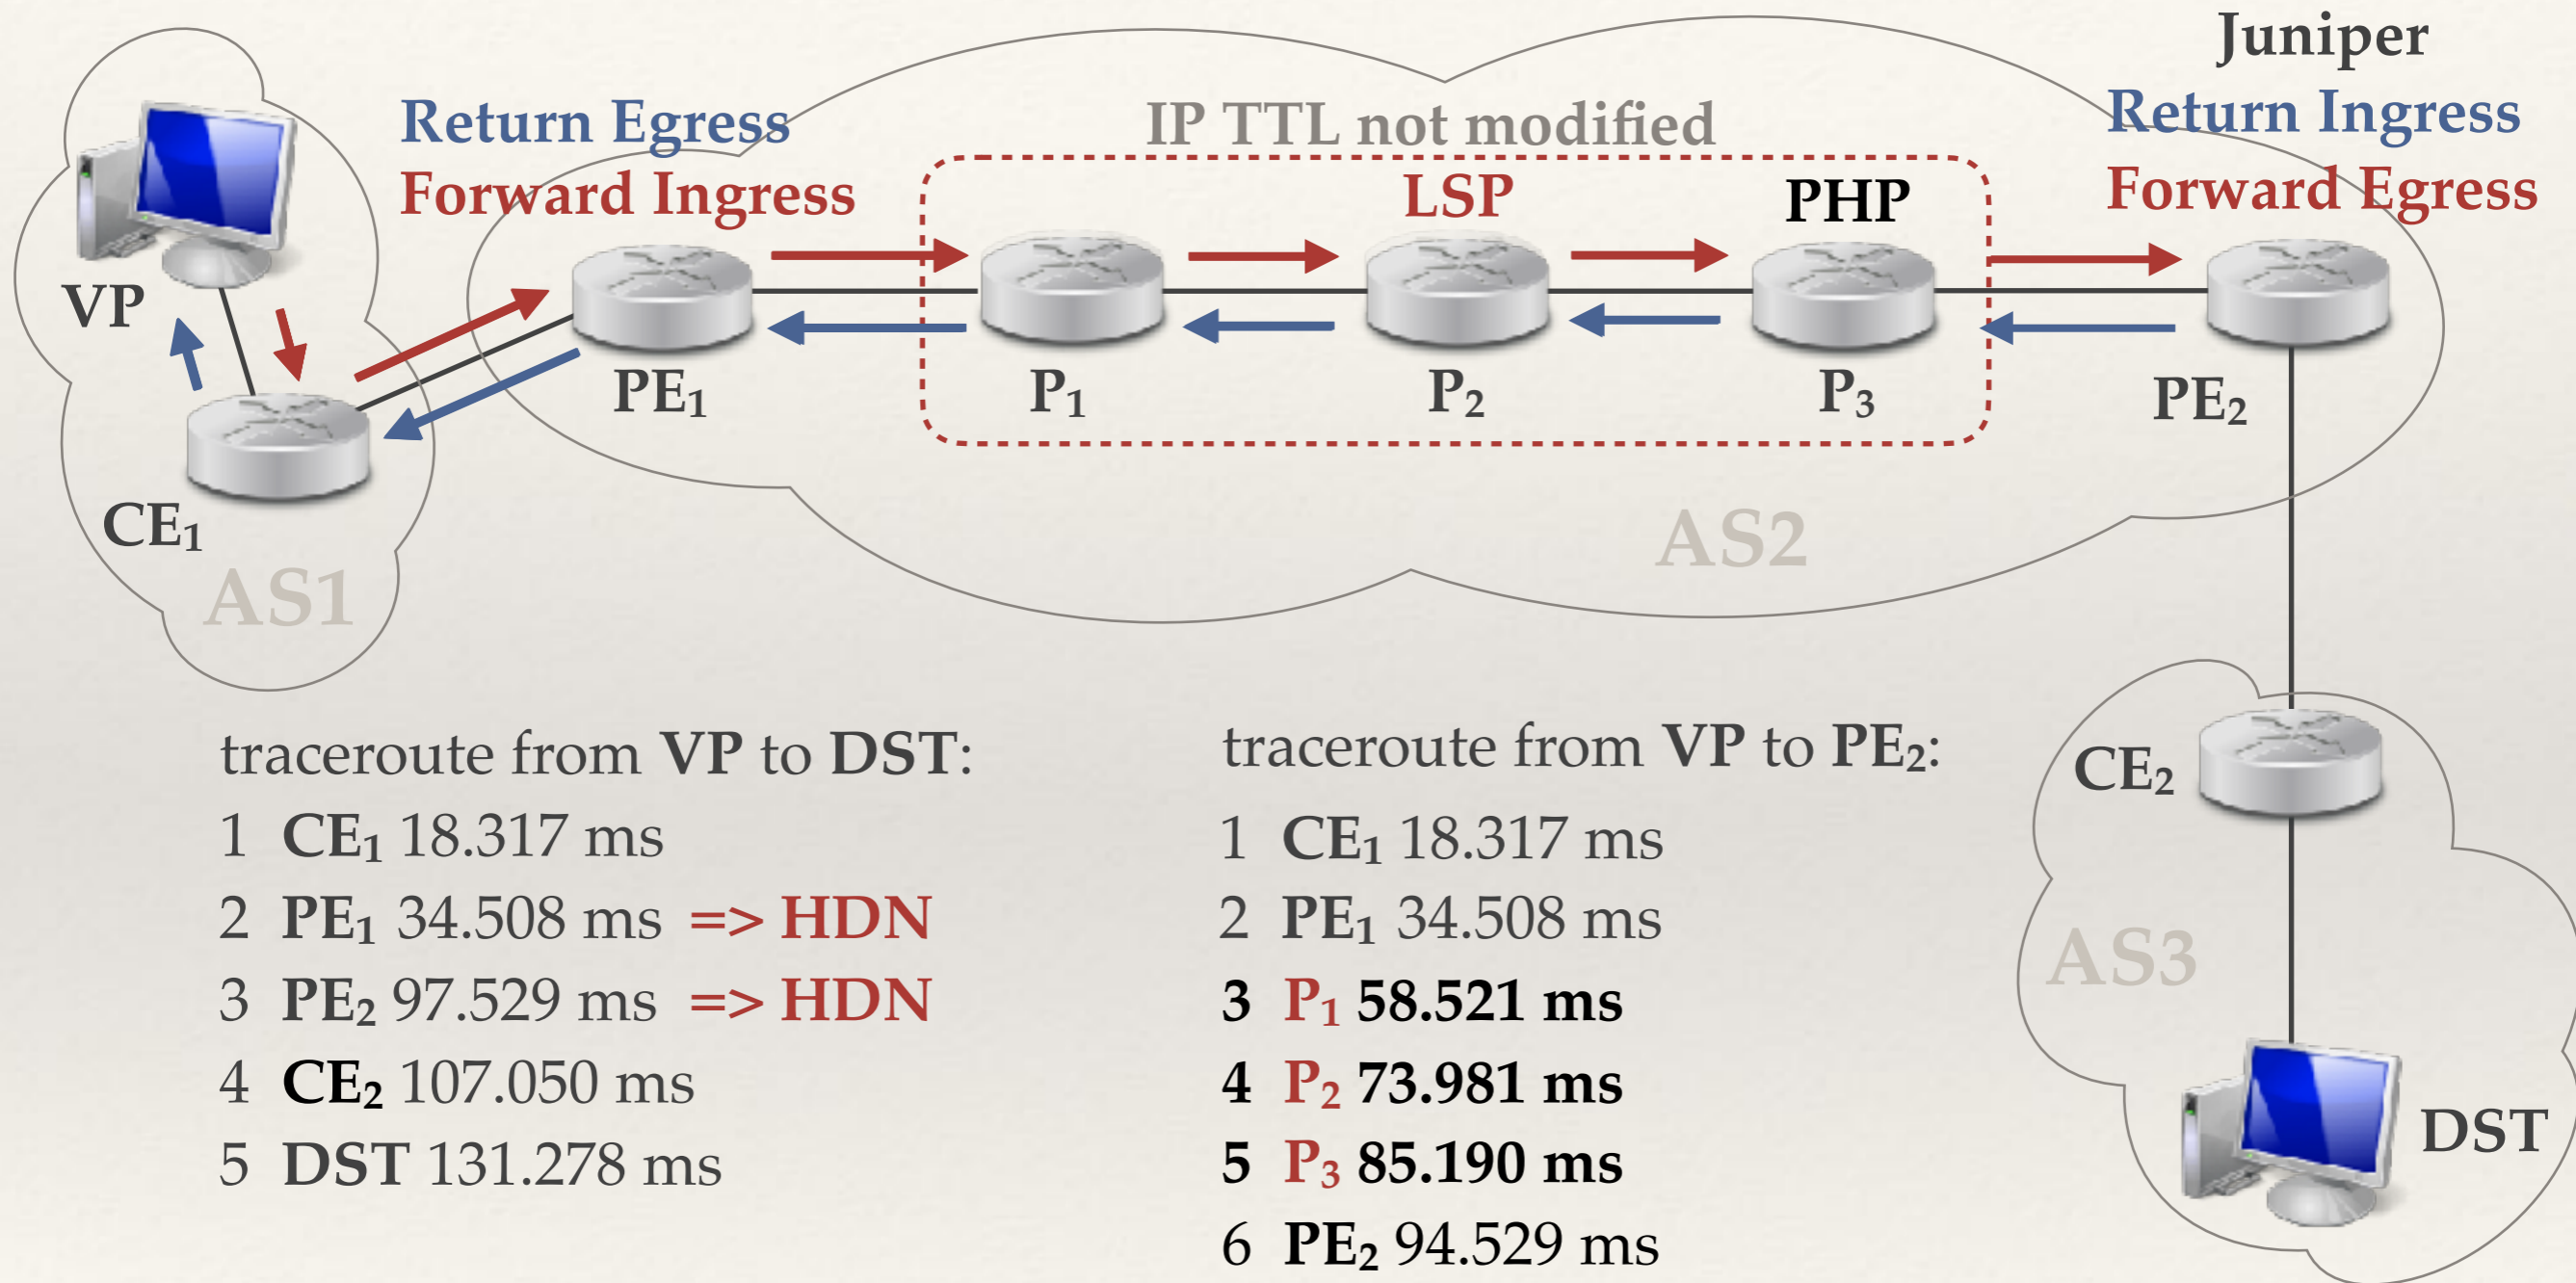 Juniper
Return Egress
IP TTL not modified
Return Ingress
Forward Ingress
LSP
PHP
Forward Egress
VP
PE₁
P₁
P₂
P₃
PE₂
CE₁
AS1
AS2
traceroute from VP to DST:
1 CE₁ 18.317 ms
2 PE₁ 34.508 ms => HDN
3 PE₂ 97.529 ms => HDN
4 CE₂ 107.050 ms
5 DST 131.278 ms
traceroute from VP to PE₂:
1 CE₁ 18.317 ms
2 PE₁ 34.508 ms
3 P₁ 58.521 ms
4 P₂ 73.981 ms
5 P₃ 85.190 ms
6 PE₂ 94.529 ms
CE₂
AS3
DST